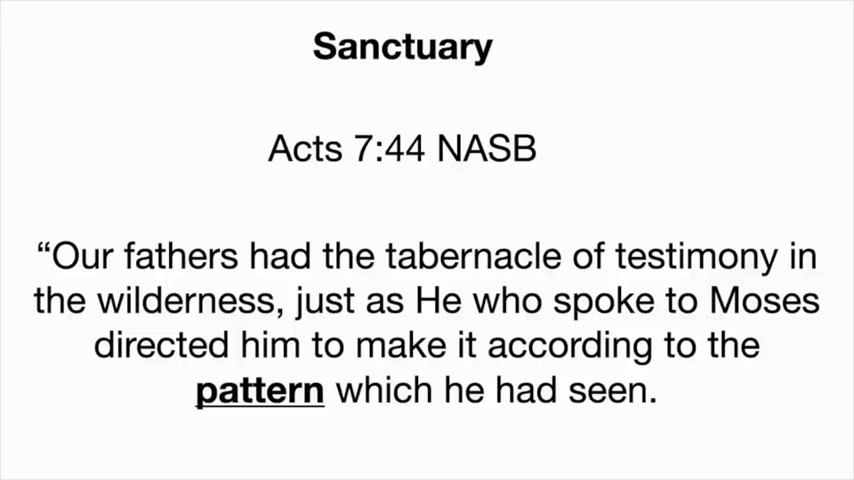 Sanctuary
Acts 7:44 NASB
“Our fathers had the tabernacle of testimony in
the wilderness, just as He who spoke to Moses
directed him to make it according to the
pattern which he had seen.